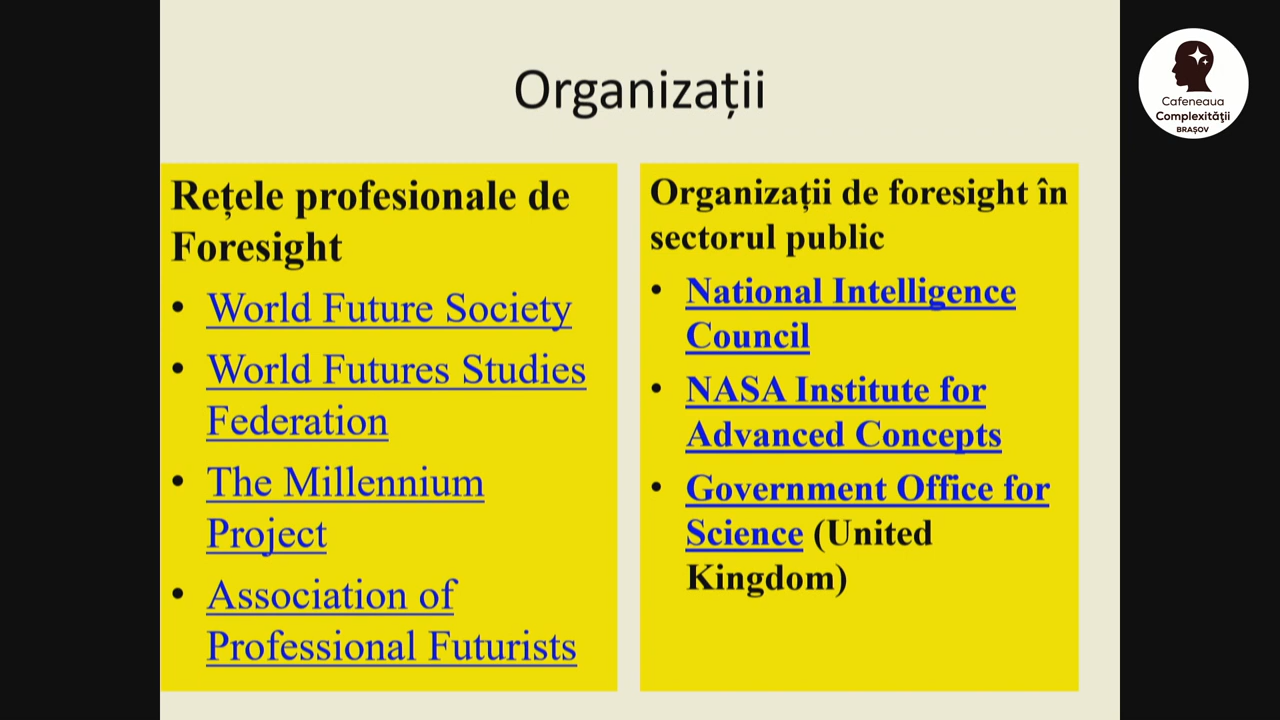 Organizații
Cafeneaua
Complexităţii
BRAȘOV
Rețele profesionale de
Foresight
• World Future Society
• World Futures Studies
Federation
• The Millennium
Project
• Association of
Professional Futurists
Organizații de foresight în
sectorul public
• National Intelligence
Council
• NASA Institute for
Advanced Concepts
• Government Office for
Science (United
Kingdom)